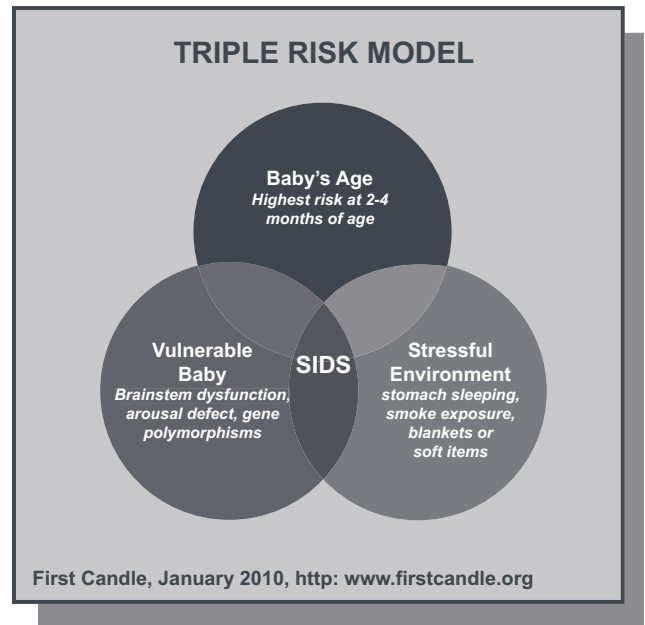 TRIPLE RISK MODEL
Baby's Age
Highest risk at 2-4
months of age
Vulnerable
Baby
Brainstem dysfunction,
arousal defect, gene
polymorphisms
SIDS
Stressful
Environment
stomach sleeping,
smoke exposure,
blankets or
soft items
First Candle, January 2010, http: www.firstcandle.org